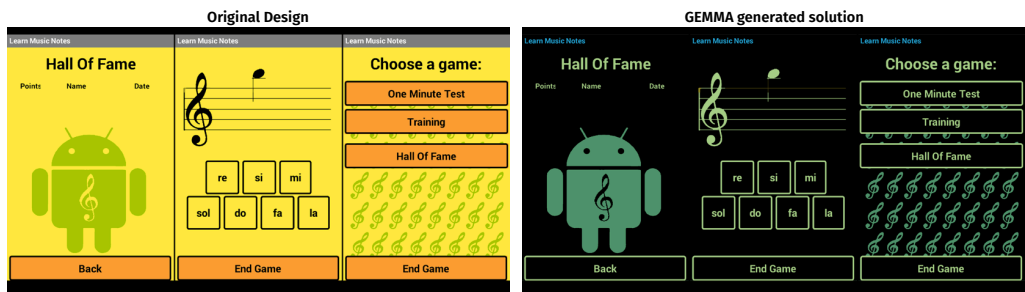 Original Design
Learn Music Notes
Hall Of Fame
Points Name Date
Back
Learn Music Notes
re si mi
sol do fa la
End Game
Learn Music Notes
Choose a game:
One Minute Test
Training
Hall Of Fame
End Game
GEMMA generated solution
Learn Music Notes
Hall Of Fame
Points Name Date
Back
Learn Music Notes
re si mi
sol do fa la
End Game
Learn Music Notes
Choose a game:
One Minute Test
Training
Hall Of Fame
End Game